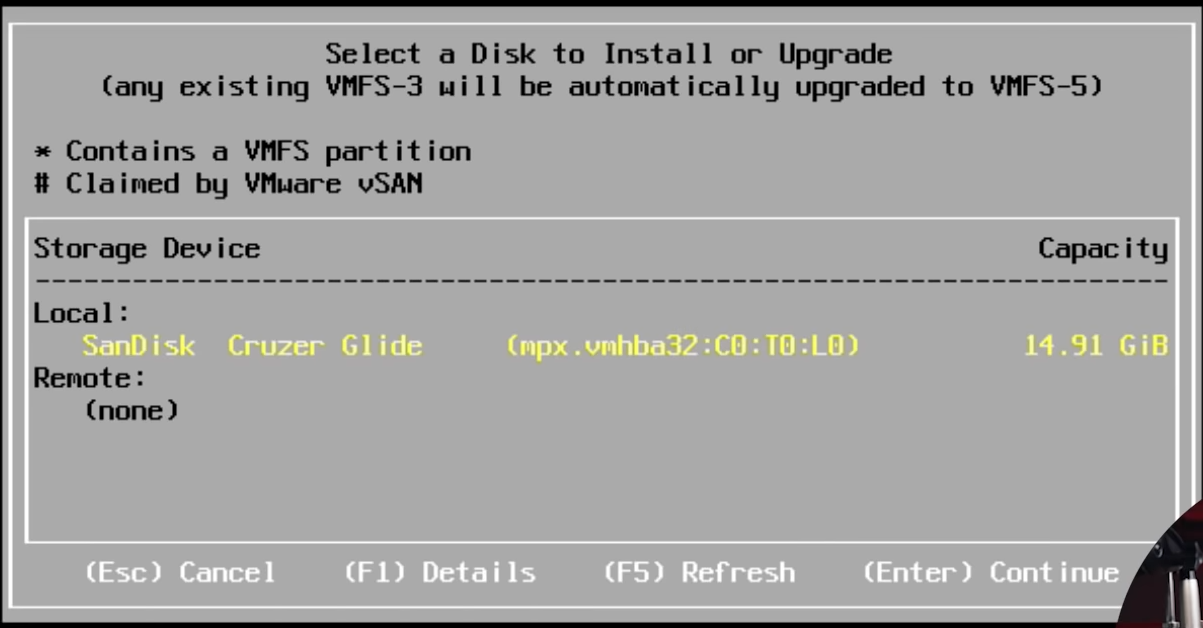 Select a Disk to Install or Upgrade
(any existing VMFS-3 will be automatically upgraded to VMFS-5)
* Contains a VMFS partition
# Claimed by VMware vSAN
Storage Device Capacity
--------------------------------------------------------------------
Local:
SanDisk Cruzer Glide (mpx.vmhba32:C0:T0:L0) 14.91 GiB
Remote:
(none)
(Esc) Cancel (F1) Details (F5) Refresh (Enter) Continue